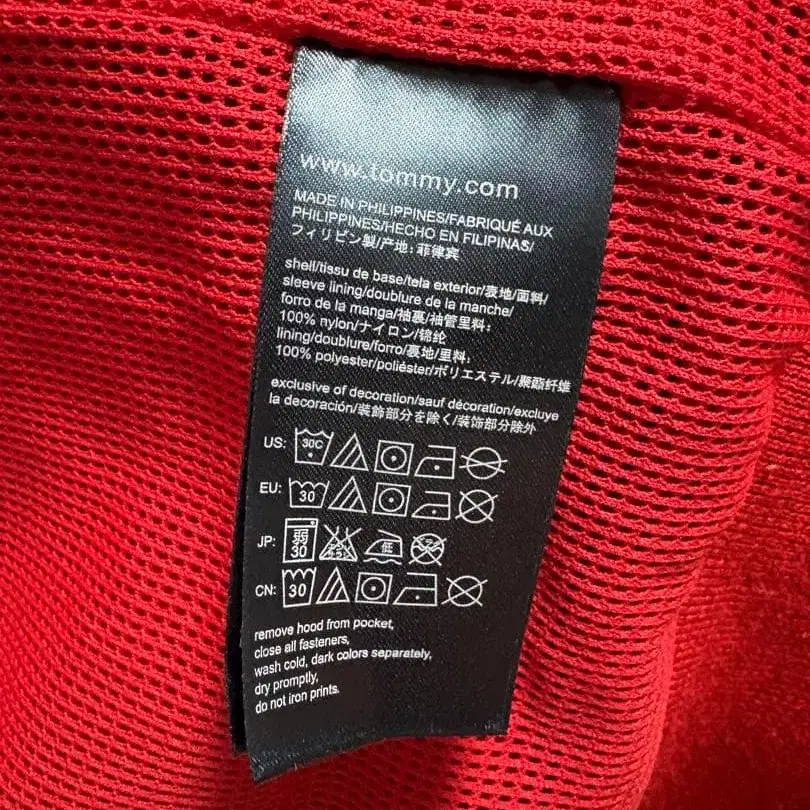 www.tommy.com
MADE IN PHILIPPINES/FABRIQUÉ AUX
PHILIPPINES/HECHO EN FILIPINAS/
フィリピン製/产地: 菲律宾
shell/tissu de base/tela exterior/表地/面料/
sleeve lining/doublure de la manche/
forro de la manga/袖裏/袖管里料:
100% nylon/ナイロン/锦纶
lining/doublure/forro/裏地/里料:
100% polyester/poliéster/ポリエステル/聚酯纤维
exclusive of decoration/sauf décoration/excluye
la decoración/装飾部分を除く/装饰部分除外
US: 30C
EU: 30
JP: 弱 30 低
CN: 30
remove hood from pocket,
close all fasteners,
wash cold, dark colors separately,
dry promptly,
do not iron prints.